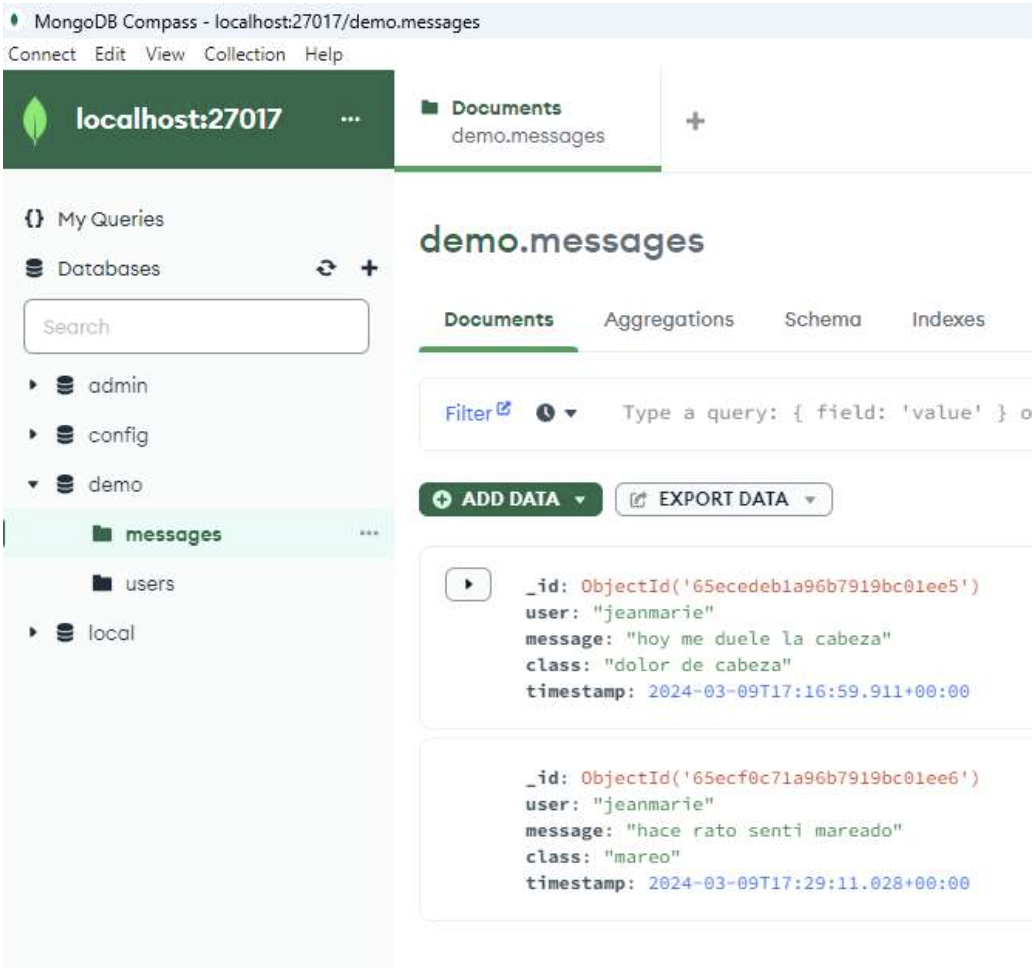 MongoDB Compass - localhost:27017/demo.messages
Connect Edit View Collection Help
localhost:27017 ...
Documents
demo.messages
+
{} My Queries
Databases
Search
admin
config
demo
messages ...
users
local
demo.messages
Documents Aggregations Schema Indexes
Filter Type a query: { field: 'value' } o
ADD DATA EXPORT DATA
_id: ObjectId('65ecedeb1a96b7919bc01ee5')
user: "jeanmarie"
message: "hoy me duele la cabeza"
class: "dolor de cabeza"
timestamp: 2024-03-09T17:16:59.911+00:00
_id: ObjectId('65ecf0c71a96b7919bc01ee6')
user: "jeanmarie"
message: "hace rato senti mareado"
class: "mareo"
timestamp: 2024-03-09T17:29:11.028+00:00